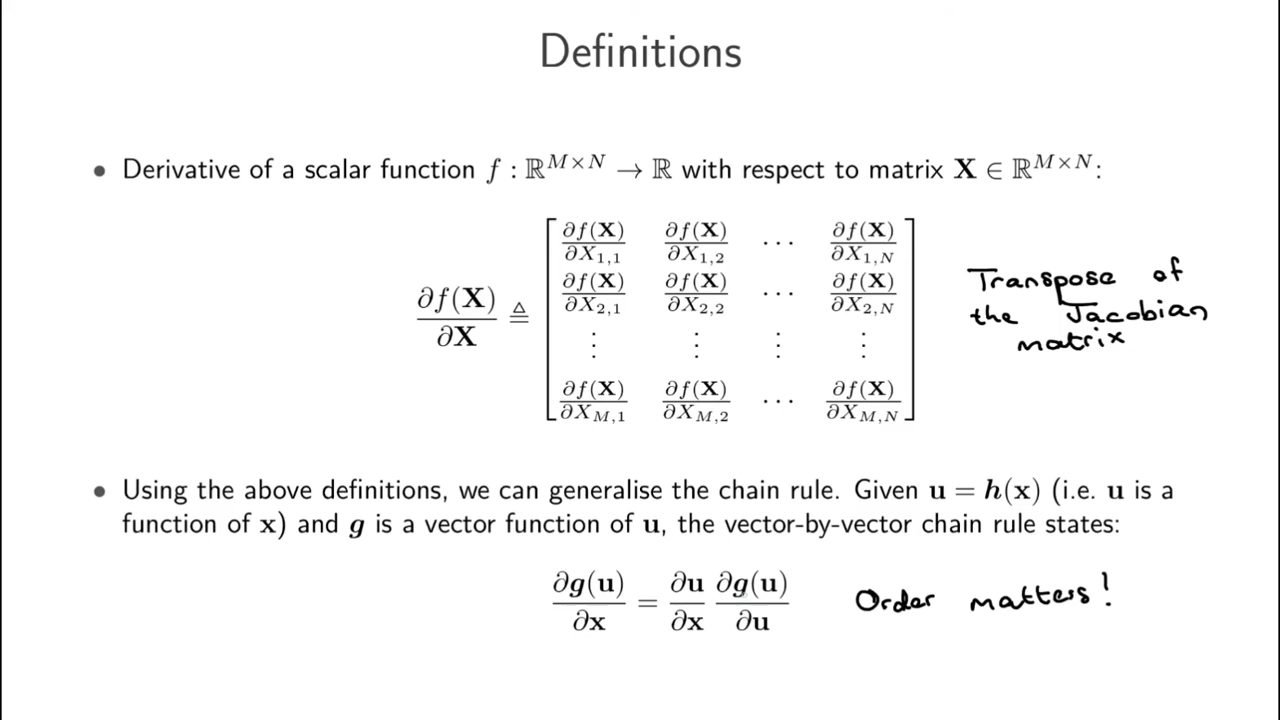 Definitions
• Derivative of a scalar function f : ℝ^{M×N} → ℝ with respect to matrix 𝐗 ∈ ℝ^{M×N}:
∂f(𝐗)/∂𝐗 ≜ [ ∂f(𝐗)/∂X_{1,1} ∂f(𝐗)/∂X_{1,2} ⋯ ∂f(𝐗)/∂X_{1,N}
∂f(𝐗)/∂X_{2,1} ∂f(𝐗)/∂X_{2,2} ⋯ ∂f(𝐗)/∂X_{2,N}
⋮ ⋮ ⋮ ⋮
∂f(𝐗)/∂X_{M,1} ∂f(𝐗)/∂X_{M,2} ⋯ ∂f(𝐗)/∂X_{M,N} ]
Transpose of
the Jacobian
matrix
• Using the above definitions, we can generalise the chain rule. Given 𝐮 = 𝒉(𝐱) (i.e. 𝐮 is a
function of 𝐱) and 𝒈 is a vector function of 𝐮, the vector-by-vector chain rule states:
∂𝒈(𝐮)/∂𝐱 = ∂𝐮/∂𝐱 ∂𝒈(𝐮)/∂𝐮 Order matters!